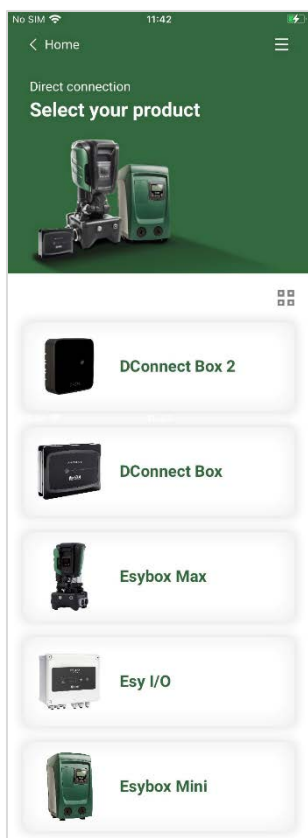 No SIM 11:42
Home
Direct connection
Select your product
DConnect Box 2
DConnect Box
Esybox Max
Esy I/O
Esybox Mini